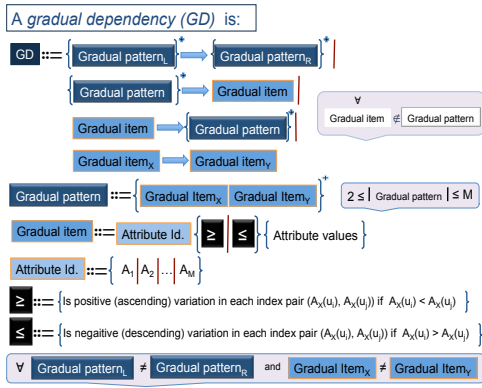 A gradual dependency (GD) is:
GD ::= { Gradual pattern_L }⁺ → { Gradual pattern_R }⁺ |
{ Gradual pattern }⁺ → Gradual item |
Gradual item → { Gradual pattern }⁺ |
Gradual item_X → Gradual item_Y
∀
Gradual item ∉ Gradual pattern
Gradual pattern ::= { Gradual Item_X Gradual Item_Y }⁺
2 ≤ | Gradual pattern | ≤ M
Gradual item ::= Attribute Id. { ≥ | ≤ } { Attribute values }
Attribute Id. ::= { A₁ | A₂ | ... | A_M }
≥ ::= { Is positive (ascending) variation in each index pair (A_X(u_i), A_X(u_j)) if A_X(u_i) < A_X(u_j) }
≤ ::= { Is negaitive (descending) variation in each index pair (A_X(u_i), A_X(u_j)) if A_X(u_i) > A_X(u_j) }
∀ Gradual pattern_L ≠ Gradual pattern_R and Gradual Item_X ≠ Gradual Item_Y